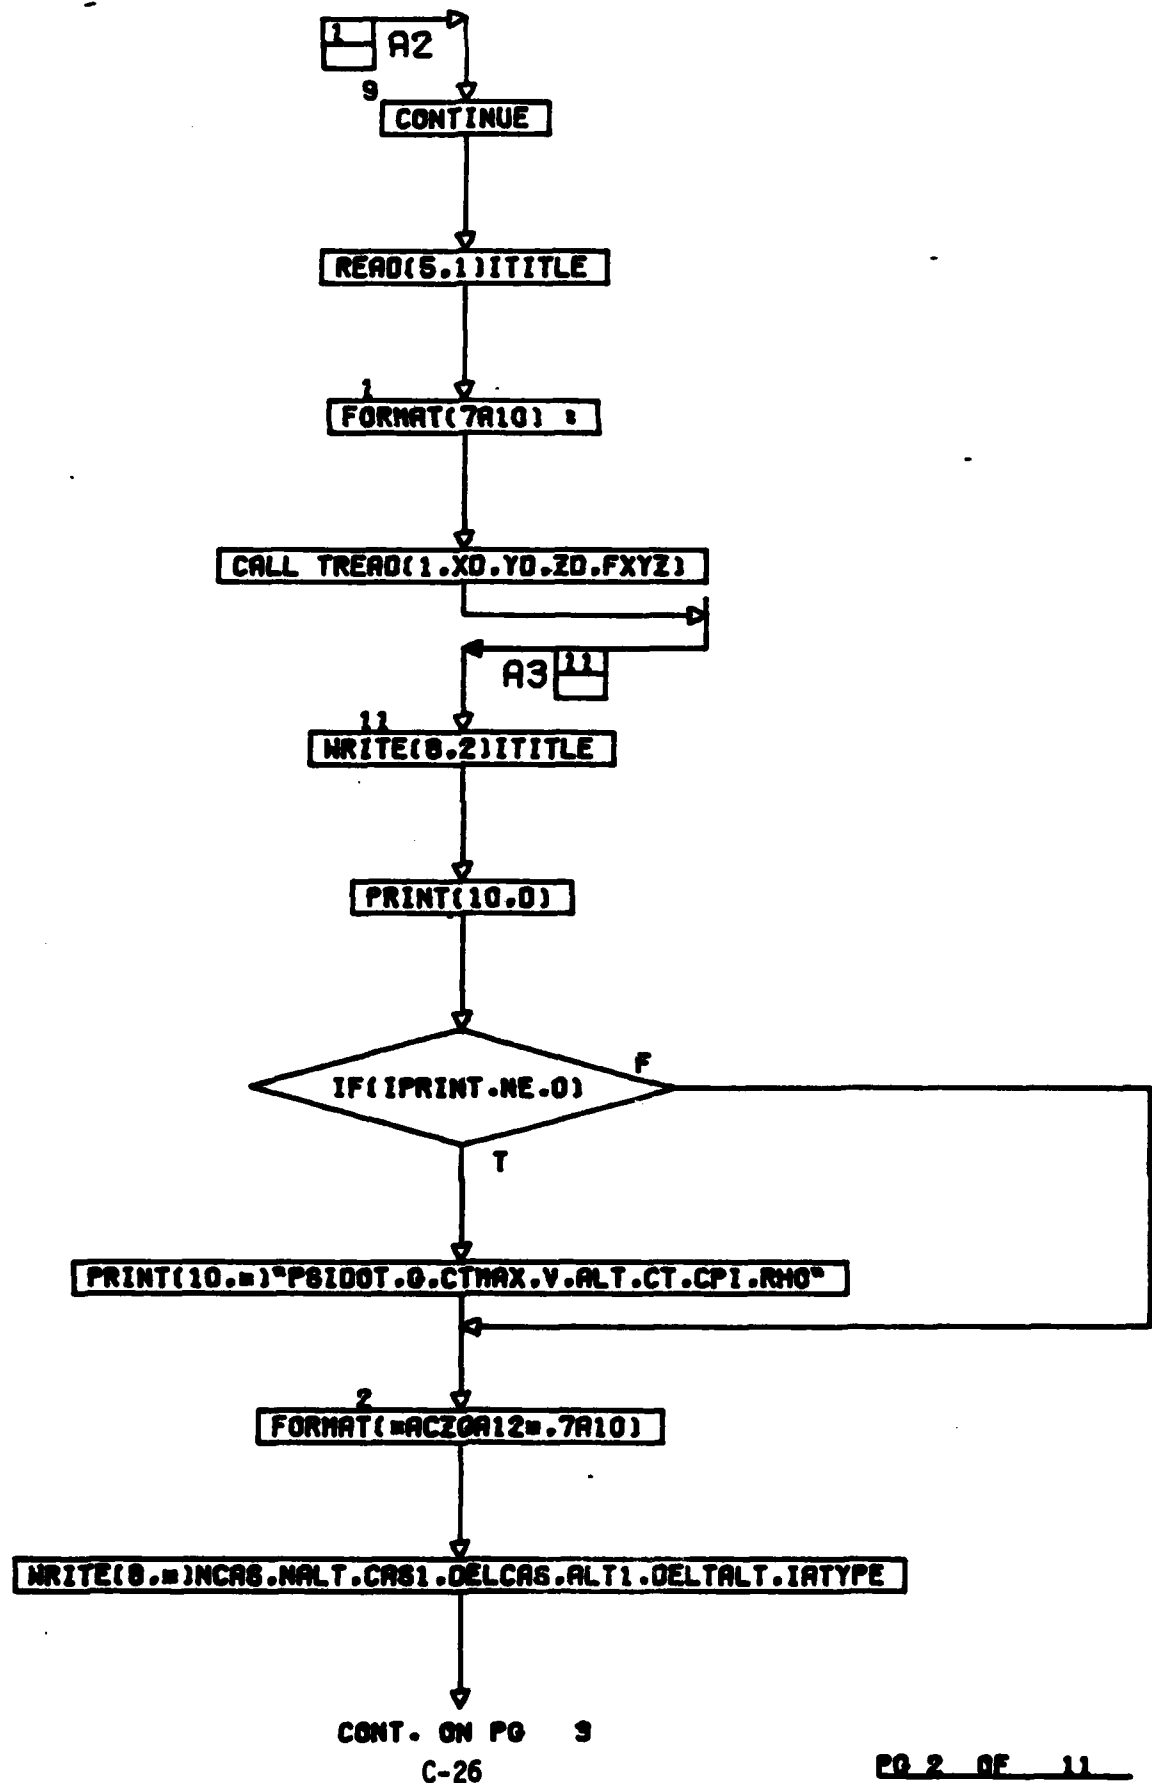 1
A2
9
CONTINUE
READ(5,1)ITITLE
1
FORMAT(7A10) :
CALL TREAD(1,XD,YD,ZD,FXYZ)
A3 11
11
WRITE(8,2)ITITLE
PRINT(10,0)
IF(IPRINT.NE.0)
F
T
PRINT(10,*)"PSIDOT,G,CTMAX,V,ALT,CT,CPI,RHO"
2
FORMAT(*ACZGA12*,7A10)
WRITE(8,*)NCAS,NALT,CAS1,DELCAS,ALT1,DELTALT,IATYPE
CONT. ON PG 3
C-26
PG 2 OF 11